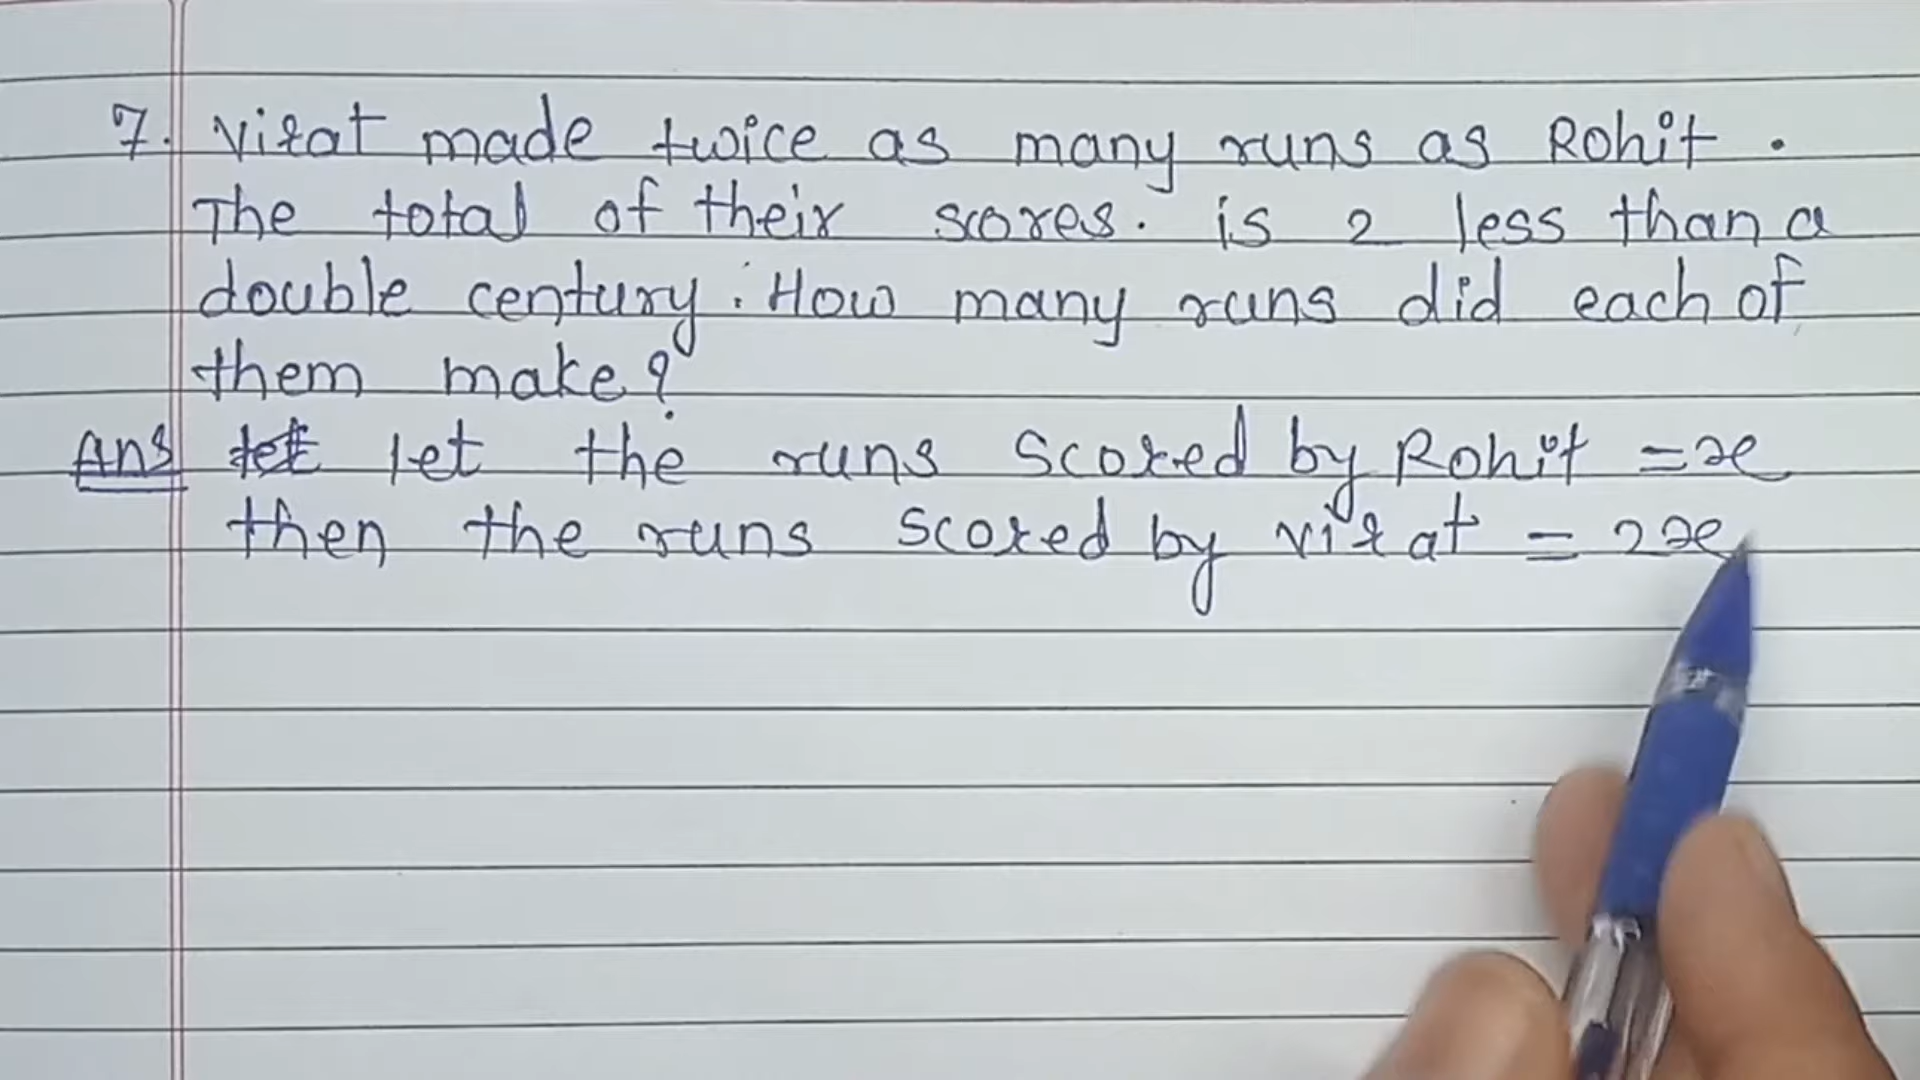 7. Virat made twice as many runs as Rohit.
The total of their scores. is 2 less than a
double century. How many runs did each of
them make?
Ans let let the runs Scored by Rohit = x
then the runs scored by virat = 2x